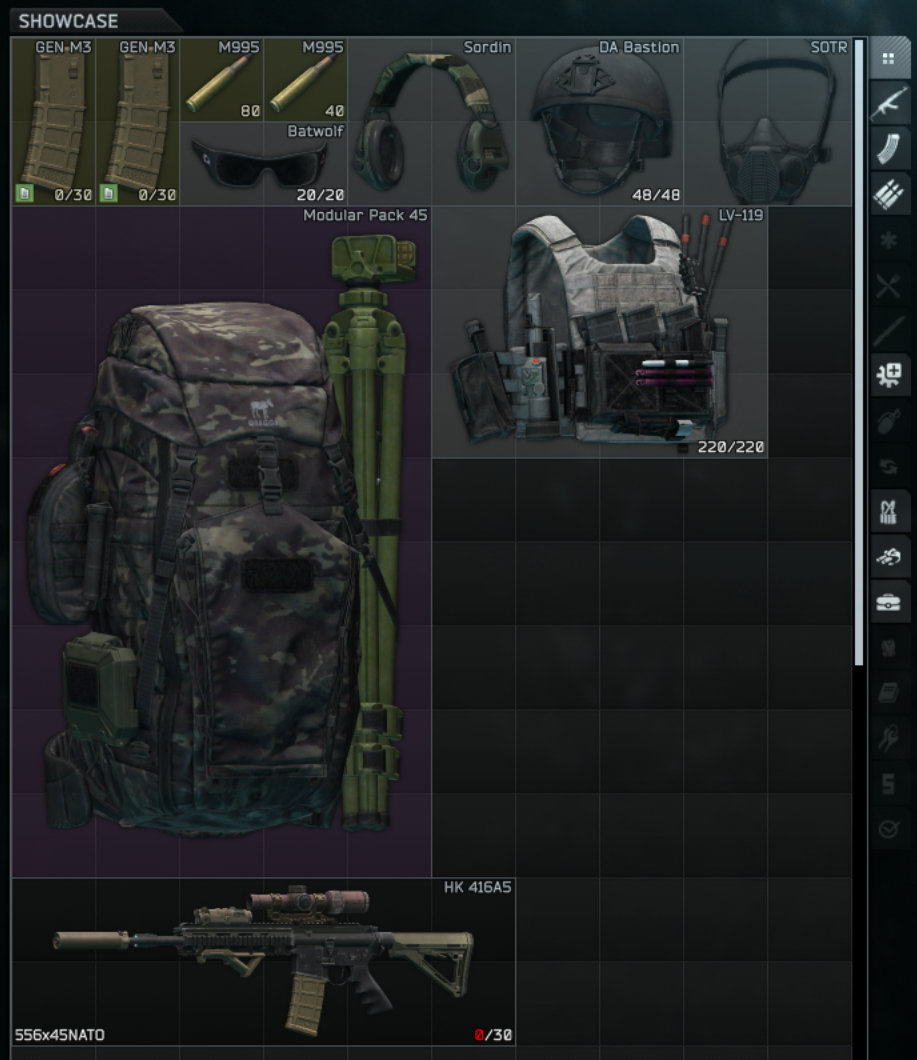 SHOWCASE
GEN-M3
GEN-M3
M995
M995
Sordin
DA Bastion
SOTR
80
40
Batwolf
0/30
0/30
20/20
48/48
Modular Pack 45
LV-119
220/220
HK 416A5
556x45NATO
0/30